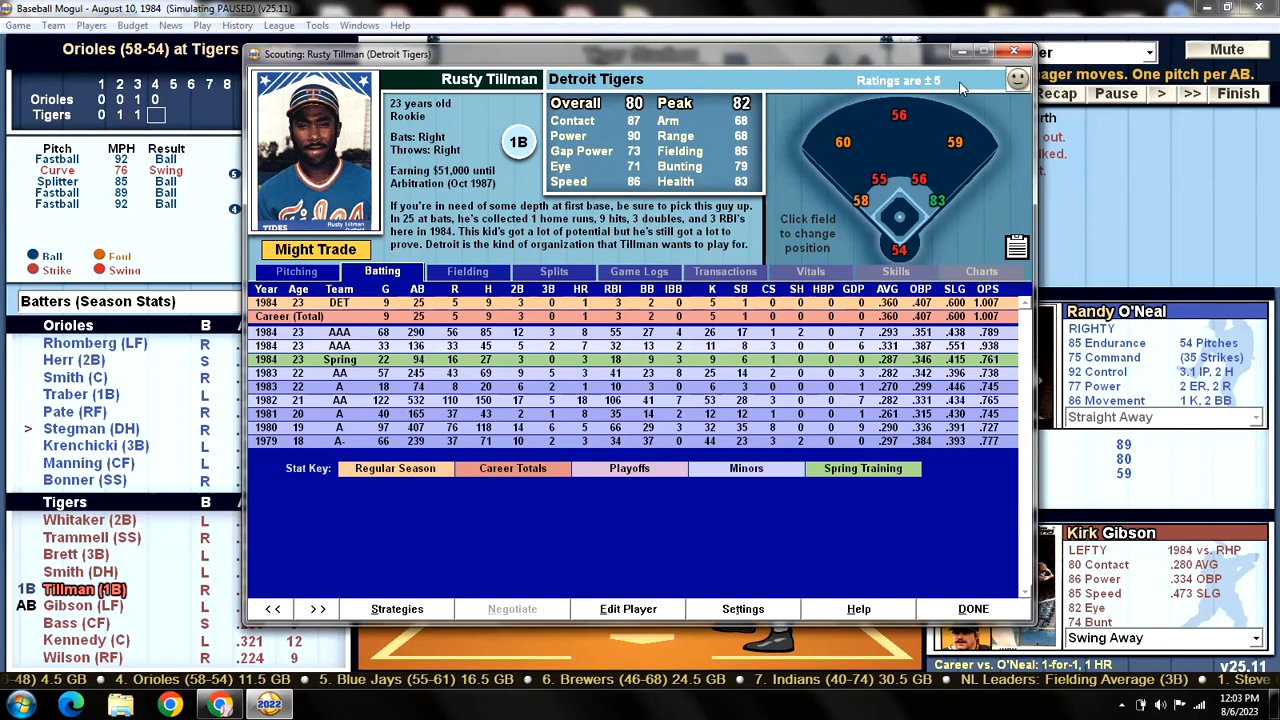 Baseball Mogul - August 10, 1984  (Simulating PAUSED) (v25.11)
Game Team Players Budget News Play History League Tools Windows Help
Orioles (58-54) at Tigers
1 2 3 4 5 6
Orioles 0 0 1 0
Tigers 0 1 1
Pitch MPH Result
Fastball 92 Ball
Curve 76 Swing
Splitter 85 Ball
Fastball 89 Ball
Fastball 92 Ball
Ball Foul
Strike Swing
Batters (Season Stats)
Orioles B
Rhomberg (LF) R
Herr (2B) S
Smith (C) R
Traber (1B) L
Pate (RF) R
> Stegman (DH) R
Krenchicki (3B) L
Manning (CF) L
Bonner (SS) R
Tigers B
Whitaker (2B) L
Trammell (SS) R
Brett (3B) L
Smith (DH) L
1B Tillman (1B) R
AB Gibson (LF) L
Bass (CF) L
Kennedy (C) L .321 12
Wilson (RF) R .224 9
Scouting: Rusty Tillman (Detroit Tigers)
Rusty Tillman Detroit Tigers Ratings are ± 5
TIDES
Rusty Tillman
23 years old
Rookie
Bats: Right
Throws: Right
Earning $51,000 until
Arbitration (Oct 1987)
1B
Overall 80 Peak 82
Contact 87 Arm 68
Power 90 Range 68
Gap Power 73 Fielding 85
Eye 71 Bunting 79
Speed 86 Health 83
If you're in need of some depth at first base, be sure to pick this guy up.
In 25 at bats, he's collected 1 home runs, 9 hits, 3 doubles, and 3 RBI's
here in 1984. This kid's got a lot of potential but he's still got a lot to
prove. Detroit is the kind of organization that Tillman wants to play for.
Might Trade
56
60 59
55 56
58 83
54
Click field
to change
position
Pitching Batting Fielding Splits Game Logs Transactions Vitals Skills Charts
Year Age Team G AB R H 2B 3B HR RBI BB IBB K SB CS SH HBP GDP AVG OBP SLG OPS
1984 23 DET 9 25 5 9 3 0 1 3 2 0 5 1 0 0 0 0 .360 .407 .600 1.007
Career (Total) 9 25 5 9 3 0 1 3 2 0 5 1 0 0 0 0 .360 .407 .600 1.007
1984 23 AAA 68 290 56 85 12 3 8 55 27 4 26 17 1 2 0 7 .293 .351 .438 .789
1984 23 AAA 33 136 33 45 5 2 7 32 13 2 11 8 3 0 0 6 .331 .387 .551 .938
1984 23 Spring 22 94 16 27 3 0 3 18 9 3 9 6 1 0 0 2 .287 .346 .415 .761
1983 22 AA 57 245 43 69 9 5 3 41 23 8 25 14 2 0 0 3 .282 .342 .396 .738
1983 22 A 18 74 8 20 6 2 1 10 3 0 6 3 0 0 0 1 .270 .299 .446 .745
1982 21 AA 122 532 110 150 17 5 18 106 41 7 53 28 3 0 0 7 .282 .331 .434 .765
1981 20 A 40 165 37 43 2 1 8 35 14 2 12 12 1 0 0 1 .261 .315 .430 .745
1980 19 A 97 407 76 118 14 6 5 66 29 3 32 35 8 0 0 9 .290 .336 .391 .727
1979 18 A- 66 239 37 71 10 2 3 34 37 0 44 23 3 2 0 1 .297 .384 .393 .777
Stat Key: Regular Season Career Totals Playoffs Minors Spring Training
<< >> Strategies Negotiate Edit Player Settings Help DONE
Mute
nager moves. One pitch per AB.
Recap Pause > >> Finish
Randy O'Neal
RIGHTY
85 Endurance 54 Pitches
75 Command (35 Strikes)
92 Control 3.1 IP, 2 H
77 Power 2 ER, 2 R
86 Movement 1 K, 2 BB
Straight Away
89
80
59
Kirk Gibson
LEFTY 1984 vs. RHP
80 Contact .280 AVG
86 Power .334 OBP
85 Speed .473 SLG
82 Eye
74 Bunt
Swing Away
Career vs. O'Neal: 1-for-1, 1 HR v25.11
-48) 4.5 GB 4. Orioles (58-54) 11.5 GB 5. Blue Jays (55-61) 16.5 GB 6. Brewers (46-68) 24.5 GB 7. Indians (40-74) 30.5 GB NL Leaders: Fielding Average (3B) 1. Steve
2022
12:03 PM
8/6/2023